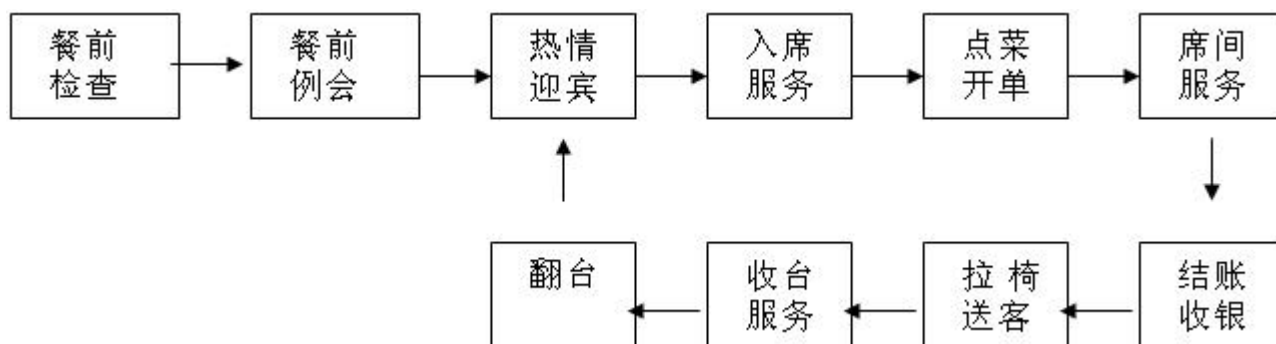 餐前
检查
餐前
例会
热情
迎宾
入席
服务
点菜
开单
席间
服务
结账
收银
拉 椅
送客
收台
服务
翻台